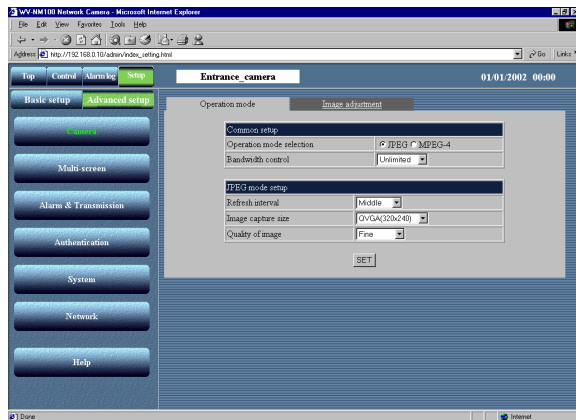 WV-NM100 Network Camera - Microsoft Internet Explorer
File Edit View Favorites Tools Help
Address http://192.168.0.10/admin/index_setting.html Go Links
Top Control Alarm log Setup Entrance_camera 01/01/2002 00:00
Basic setup Advanced setup
Operation mode Image adjustment
Camera
Multi-screen
Alarm & Transmission
Authentication
System
Network
Help
Common setup
Operation mode selection JPEG MPEG-4
Bandwidth control Unlimited
JPEG mode setup
Refresh interval Middle
Image capture size QVGA(320x240)
Quality of image Fine
SET
Done Internet